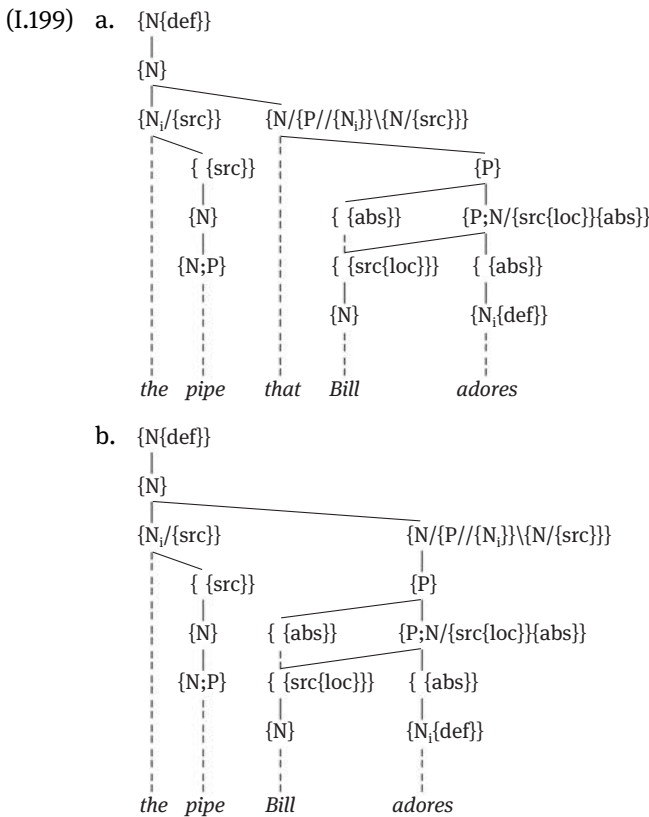 (I.199) a. {N{def}}
{N}
{Nᵢ/{src}} {N/{P//{Nᵢ}}\{N/{src}}}
{ {src}} {P}
{N} { {abs}} {P;N/{src{loc}}{abs}}
{N;P} { {src{loc}}} { {abs}}
{N} {Nᵢ{def}}
the pipe that Bill adores
b. {N{def}}
{N}
{Nᵢ/{src}} {N/{P//{Nᵢ}}\{N/{src}}}
{ {src}} {P}
{N} { {abs}} {P;N/{src{loc}}{abs}}
{N;P} { {src{loc}}} { {abs}}
{N} {Nᵢ{def}}
the pipe Bill adores